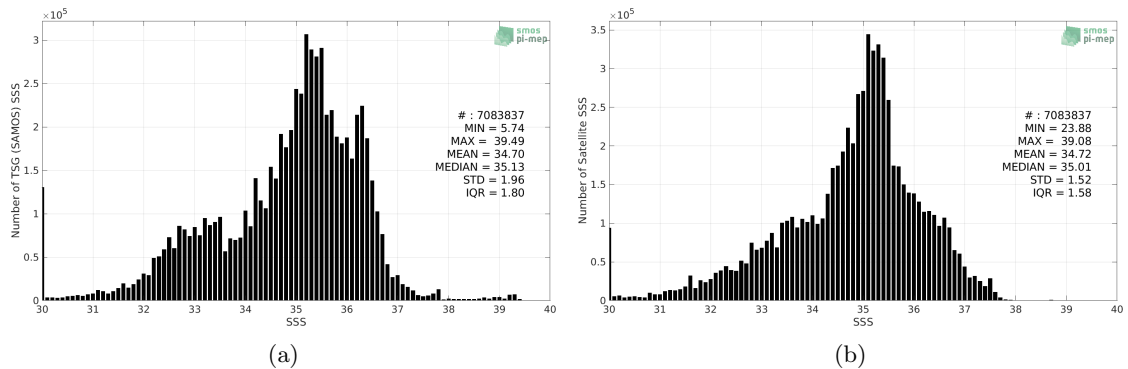 ×10⁵
Number of TSG (SAMOS) SSS
3
2.5
2
1.5
1
0.5
0
30 31 32 33 34 35 36 37 38 39 40
SSS
smos
pi-mep
# : 7083837
MIN = 5.74
MAX = 39.49
MEAN = 34.70
MEDIAN = 35.13
STD = 1.96
IQR = 1.80
(a)
×10⁵
Number of Satellite SSS
3.5
3
2.5
2
1.5
1
0.5
0
30 31 32 33 34 35 36 37 38 39 40
SSS
smos
pi-mep
# : 7083837
MIN = 23.88
MAX = 39.08
MEAN = 34.72
MEDIAN = 35.01
STD = 1.52
IQR = 1.58
(b)